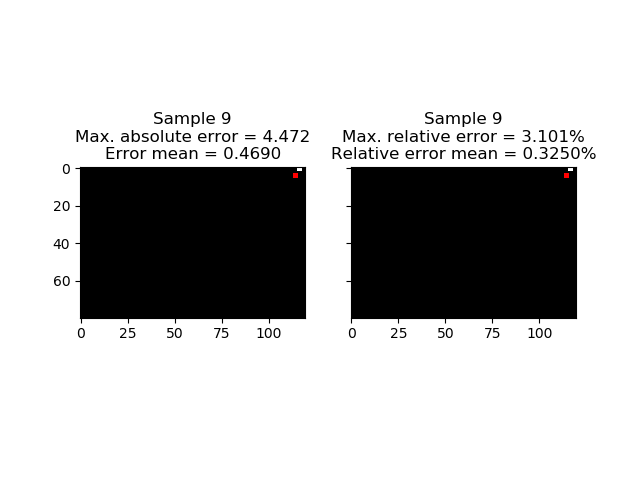 Sample 9
Max. absolute error = 4.472
Error mean = 0.4690
0
20
40
60
0 25 50 75 100
Sample 9
Max. relative error = 3.101%
Relative error mean = 0.3250%
0 25 50 75 100